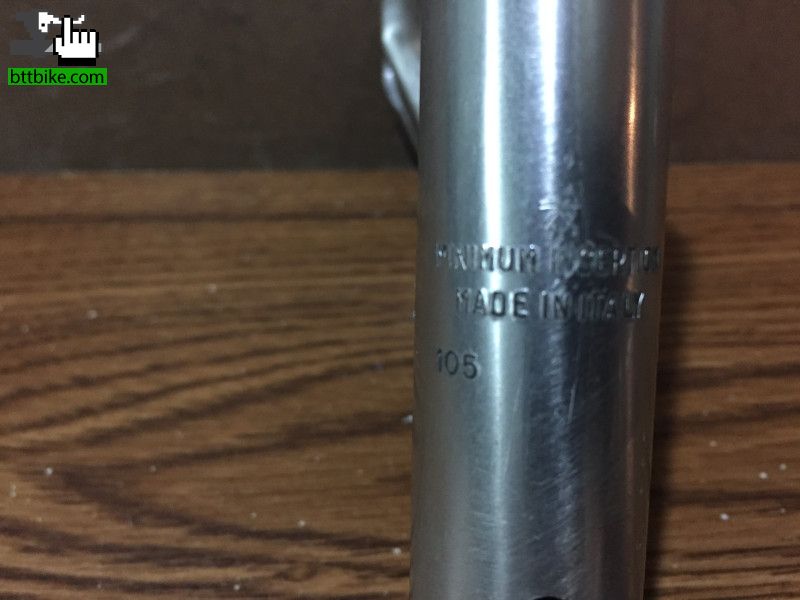 bttbike.com
MINIMUM INSERTION
MADE IN ITALY
105